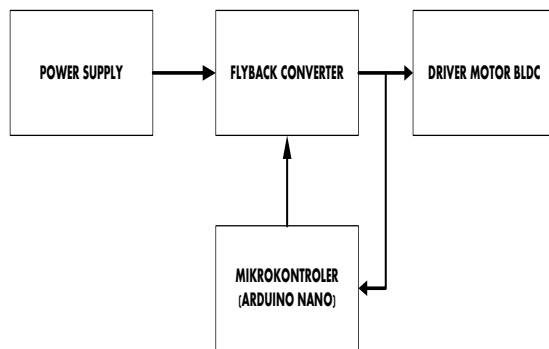 POWER SUPPLY
FLYBACK CONVERTER
DRIVER MOTOR BLDC
MIKROKONTROLER
(ARDUINO NANO)